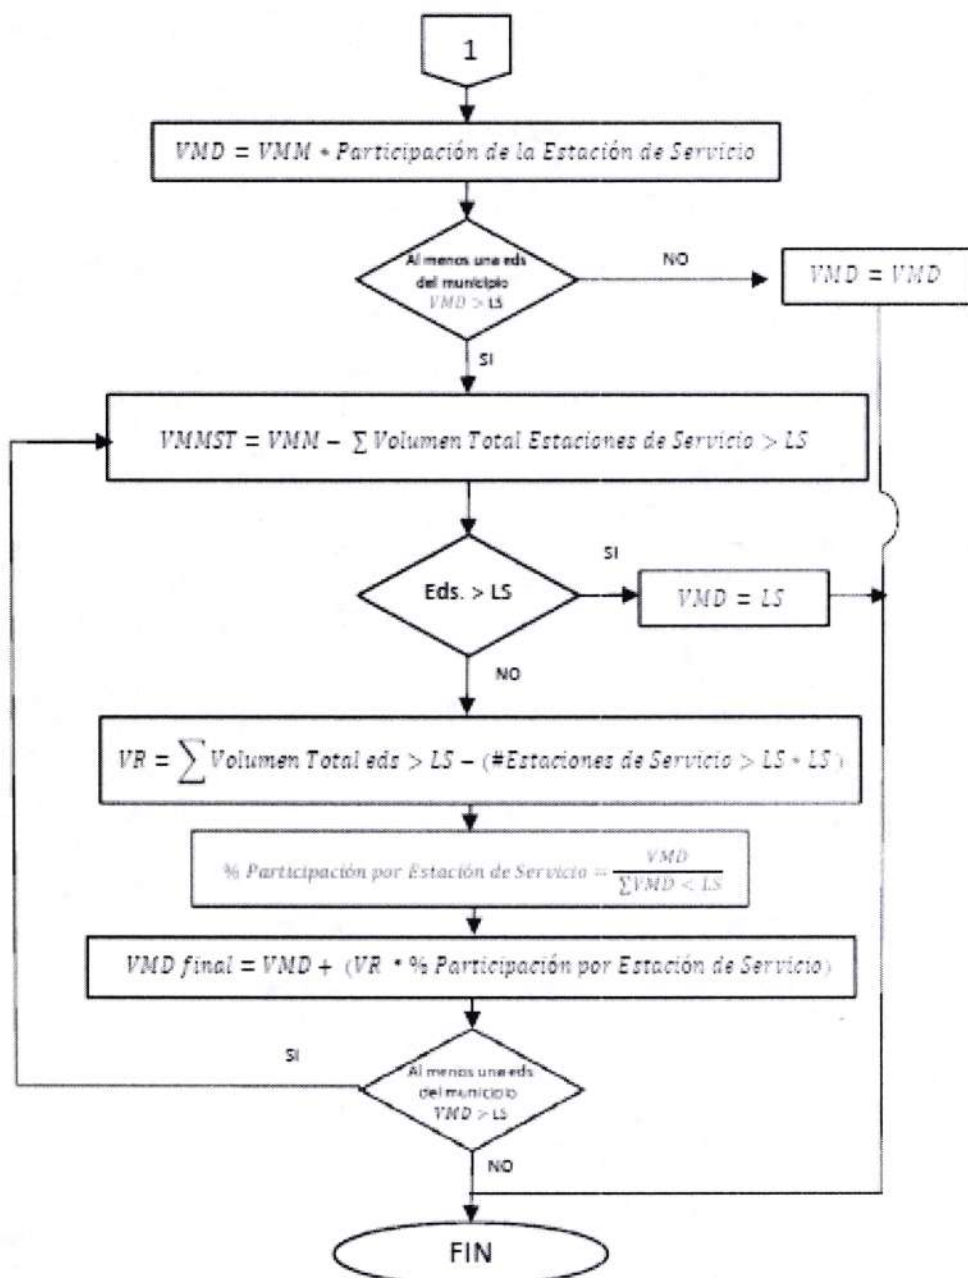 1
VMD = VMM * Participación de la Estación de Servicio
Al menos una eds
del municipio
VMD > LS
NO
VMD = VMD
SI
VMMST = VMM − ∑ Volumen Total Estaciones de Servicio > LS
Eds. > LS
SI
VMD = LS
NO
VR = ∑ Volumen Total eds > LS − (#Estaciones de Servicio > LS * LS )
% Participación por Estación de Servicio = VMD / ∑VMD < LS
VMD final = VMD + (VR * % Participación por Estación de Servicio)
SI
Al menos una eds
del municipio
VMD > LS
NO
FIN